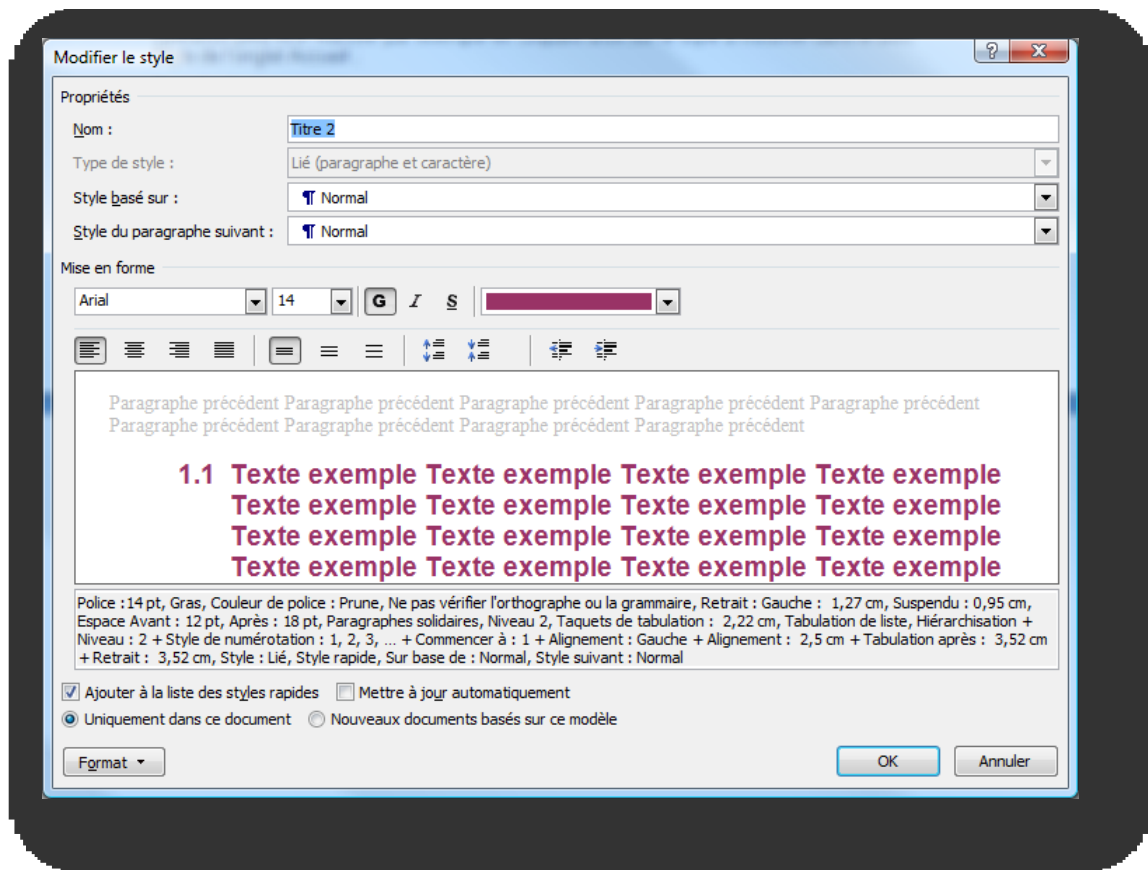 Modifier le style
Propriétés
Nom :
Titre 2
Type de style :
Lié (paragraphe et caractère)
Style basé sur :
¶ Normal
Style du paragraphe suivant :
¶ Normal
Mise en forme
Arial
14
G I S
Paragraphe précédent Paragraphe précédent Paragraphe précédent Paragraphe précédent Paragraphe précédent
Paragraphe précédent Paragraphe précédent Paragraphe précédent Paragraphe précédent
1.1 Texte exemple Texte exemple Texte exemple Texte exemple
Texte exemple Texte exemple Texte exemple Texte exemple
Texte exemple Texte exemple Texte exemple Texte exemple
Texte exemple Texte exemple Texte exemple Texte exemple
Police :14 pt, Gras, Couleur de police : Prune, Ne pas vérifier l'orthographe ou la grammaire, Retrait : Gauche : 1,27 cm, Suspendu : 0,95 cm,
Espace Avant : 12 pt, Après : 18 pt, Paragraphes solidaires, Niveau 2, Taquets de tabulation : 2,22 cm, Tabulation de liste, Hiérarchisation +
Niveau : 2 + Style de numérotation : 1, 2, 3, ... + Commencer à : 1 + Alignement : Gauche + Alignement : 2,5 cm + Tabulation après : 3,52 cm
+ Retrait : 3,52 cm, Style : Lié, Style rapide, Sur base de : Normal, Style suivant : Normal
Ajouter à la liste des styles rapides
Mettre à jour automatiquement
Uniquement dans ce document
Nouveaux documents basés sur ce modèle
Format
OK
Annuler